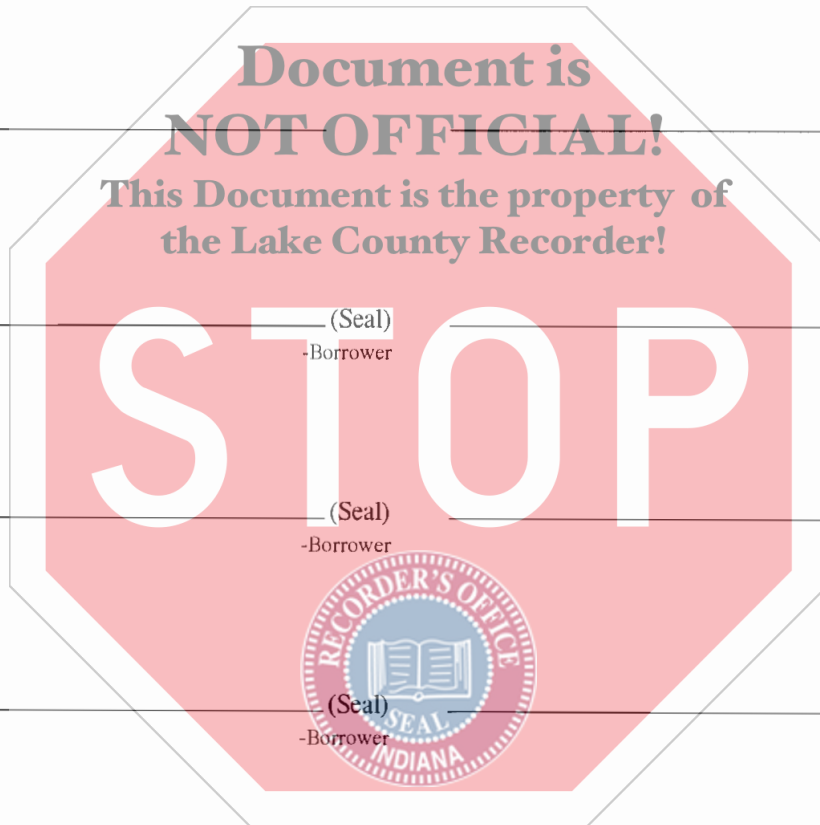 Document is
NOT OFFICIAL!
This Document is the property of
the Lake County Recorder!
(Seal)
-Borrower
STOP
(Seal)
-Borrower
RECORDER'S OFFICE
(Seal)
SEAL
-Borrower
INDIANA